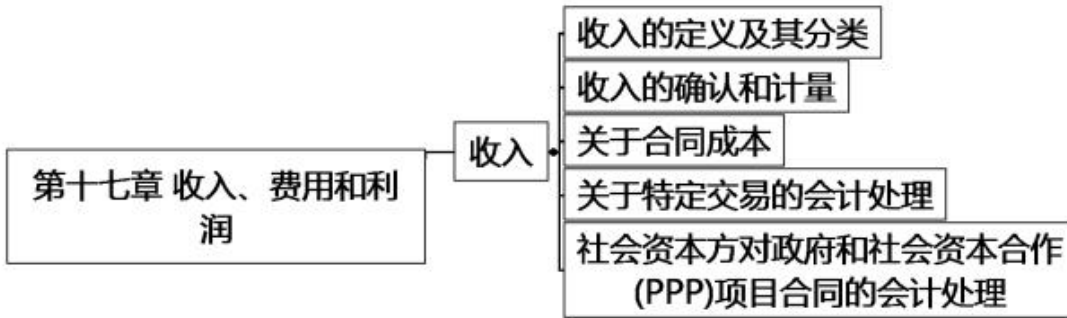 第十七章 收入、费用和利
润
收入
收入的定义及其分类
收入的确认和计量
关于合同成本
关于特定交易的会计处理
社会资本方对政府和社会资本合作
(PPP)项目合同的会计处理